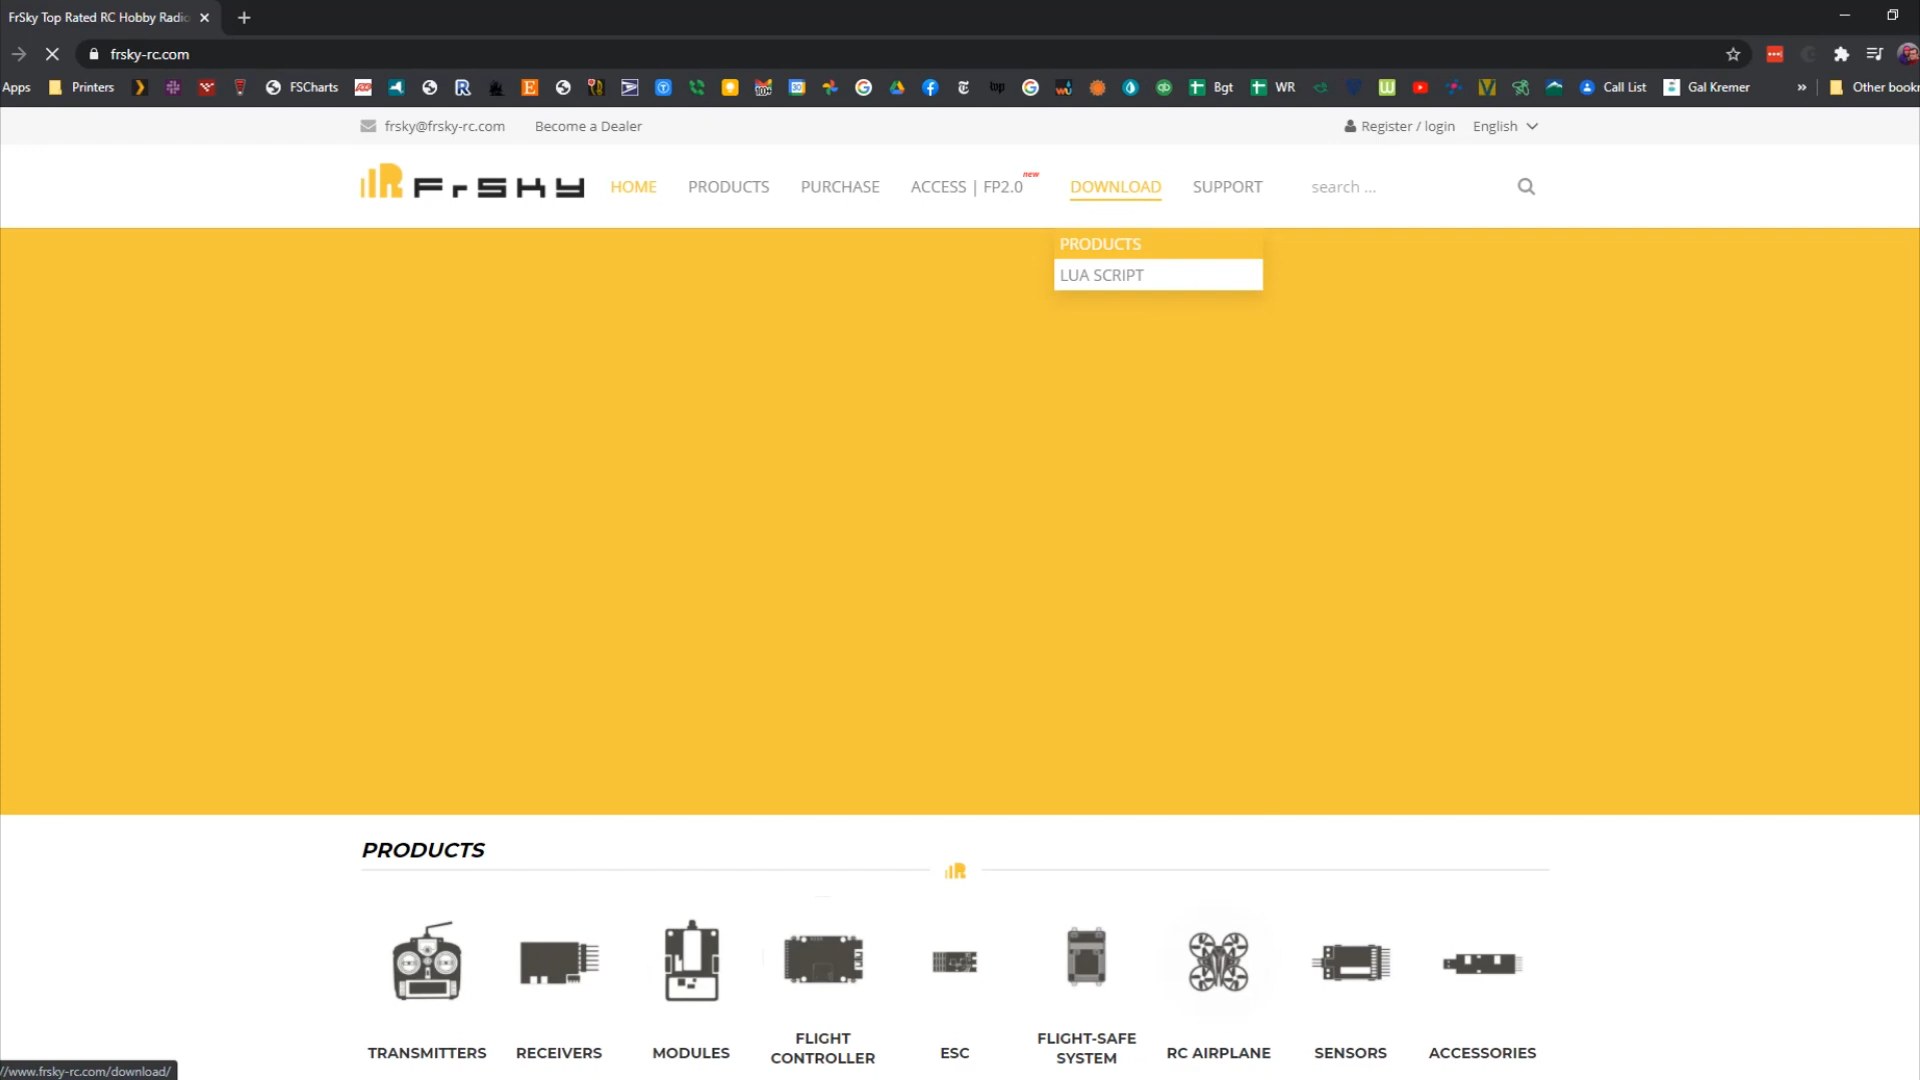 FrSky Top Rated RC Hobby Radio
frsky-rc.com
Apps Printers FSCharts Bgt WR Call List Gal Kremer » Other bookr
frsky@frsky-rc.com Become a Dealer Register / login English
FrSky HOME PRODUCTS PURCHASE ACCESS | FP2.0 new DOWNLOAD SUPPORT search ...
PRODUCTS
LUA SCRIPT
PRODUCTS
TRANSMITTERS RECEIVERS MODULES FLIGHT CONTROLLER ESC FLIGHT-SAFE SYSTEM RC AIRPLANE SENSORS ACCESSORIES
//www.frsky-rc.com/download/